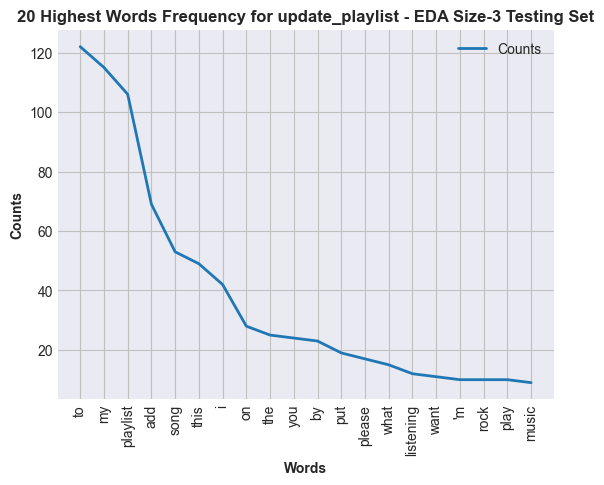 20 Highest Words Frequency for update_playlist - EDA Size-3 Testing Set
Counts
120
100
80
60
40
20
Counts
to
my
playlist
add
song
this
i
on
the
you
by
put
please
what
listening
want
'm
rock
play
music
Words